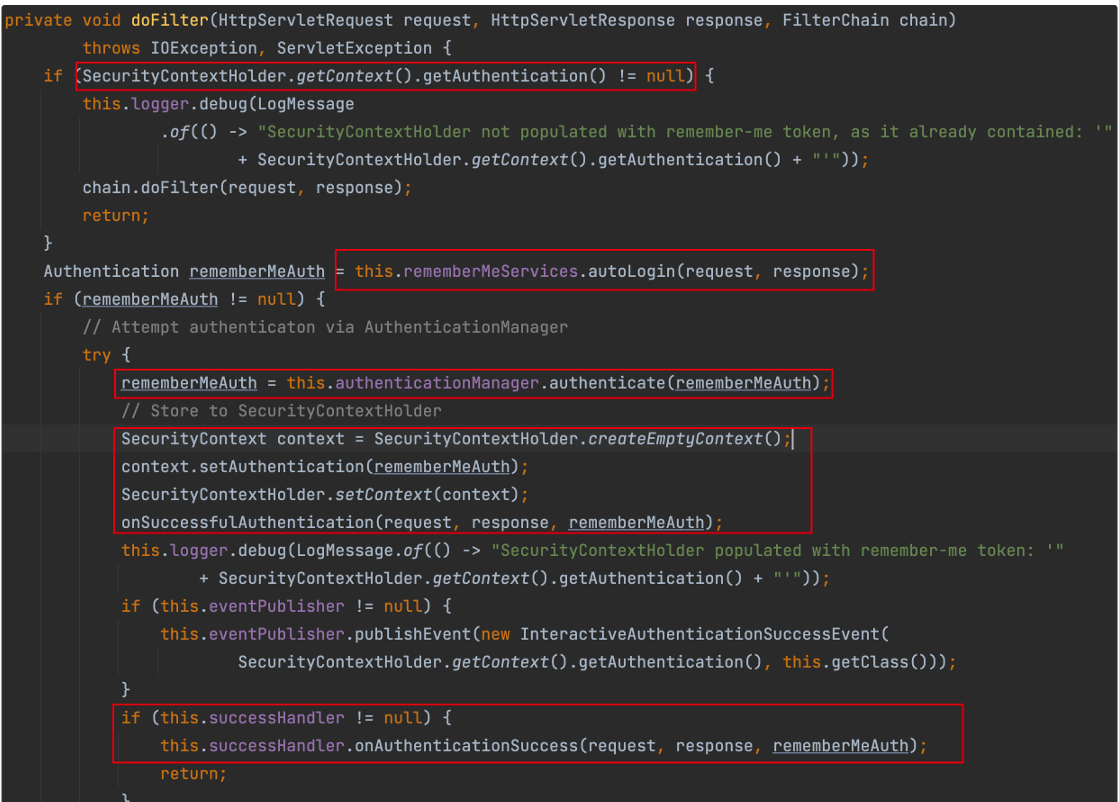 private void doFilter(HttpServletRequest request, HttpServletResponse response, FilterChain chain)
        throws IOException, ServletException {
    if (SecurityContextHolder.getContext().getAuthentication() != null) {
        this.logger.debug(LogMessage
                .of(() -> "SecurityContextHolder not populated with remember-me token, as it already contained: '"
                        + SecurityContextHolder.getContext().getAuthentication() + "'"));
        chain.doFilter(request, response);
        return;
    }
    Authentication rememberMeAuth = this.rememberMeServices.autoLogin(request, response);
    if (rememberMeAuth != null) {
        // Attempt authenticaton via AuthenticationManager
        try {
            rememberMeAuth = this.authenticationManager.authenticate(rememberMeAuth);
            // Store to SecurityContextHolder
            SecurityContext context = SecurityContextHolder.createEmptyContext();
            context.setAuthentication(rememberMeAuth);
            SecurityContextHolder.setContext(context);
            onSuccessfulAuthentication(request, response, rememberMeAuth);
            this.logger.debug(LogMessage.of(() -> "SecurityContextHolder populated with remember-me token: '"
                    + SecurityContextHolder.getContext().getAuthentication() + "'"));
            if (this.eventPublisher != null) {
                this.eventPublisher.publishEvent(new InteractiveAuthenticationSuccessEvent(
                        SecurityContextHolder.getContext().getAuthentication(), this.getClass()));
            }
            if (this.successHandler != null) {
                this.successHandler.onAuthenticationSuccess(request, response, rememberMeAuth);
                return;
            }